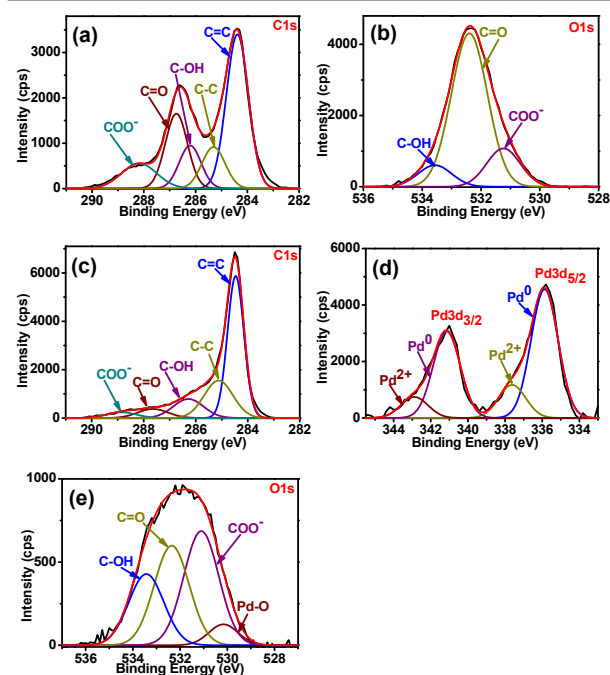 (a)
C1s
C=C
C-OH
C=O
C-C
COO⁻
3000
2000
1000
0
Intensity (cps)
290 288 286 284 282
Binding Energy (eV)
(b)
O1s
C=O
COO⁻
C-OH
4000
2000
0
Intensity (cps)
536 534 532 530 528
Binding Energy (eV)
(c)
C1s
C=C
C-C
C-OH
C=O
COO⁻
6000
4000
2000
0
Intensity (cps)
290 288 286 284 282
Binding Energy (eV)
(d)
Pd3d5/2
Pd⁰
Pd3d3/2
Pd⁰
Pd²⁺
Pd²⁺
6000
4000
2000
0
Intensity (cps)
344 342 340 338 336 334
Binding Energy (eV)
(e)
O1s
C=O
COO⁻
C-OH
Pd-O
1000
500
0
Intensity (cps)
536 534 532 530 528
Binding Energy (eV)